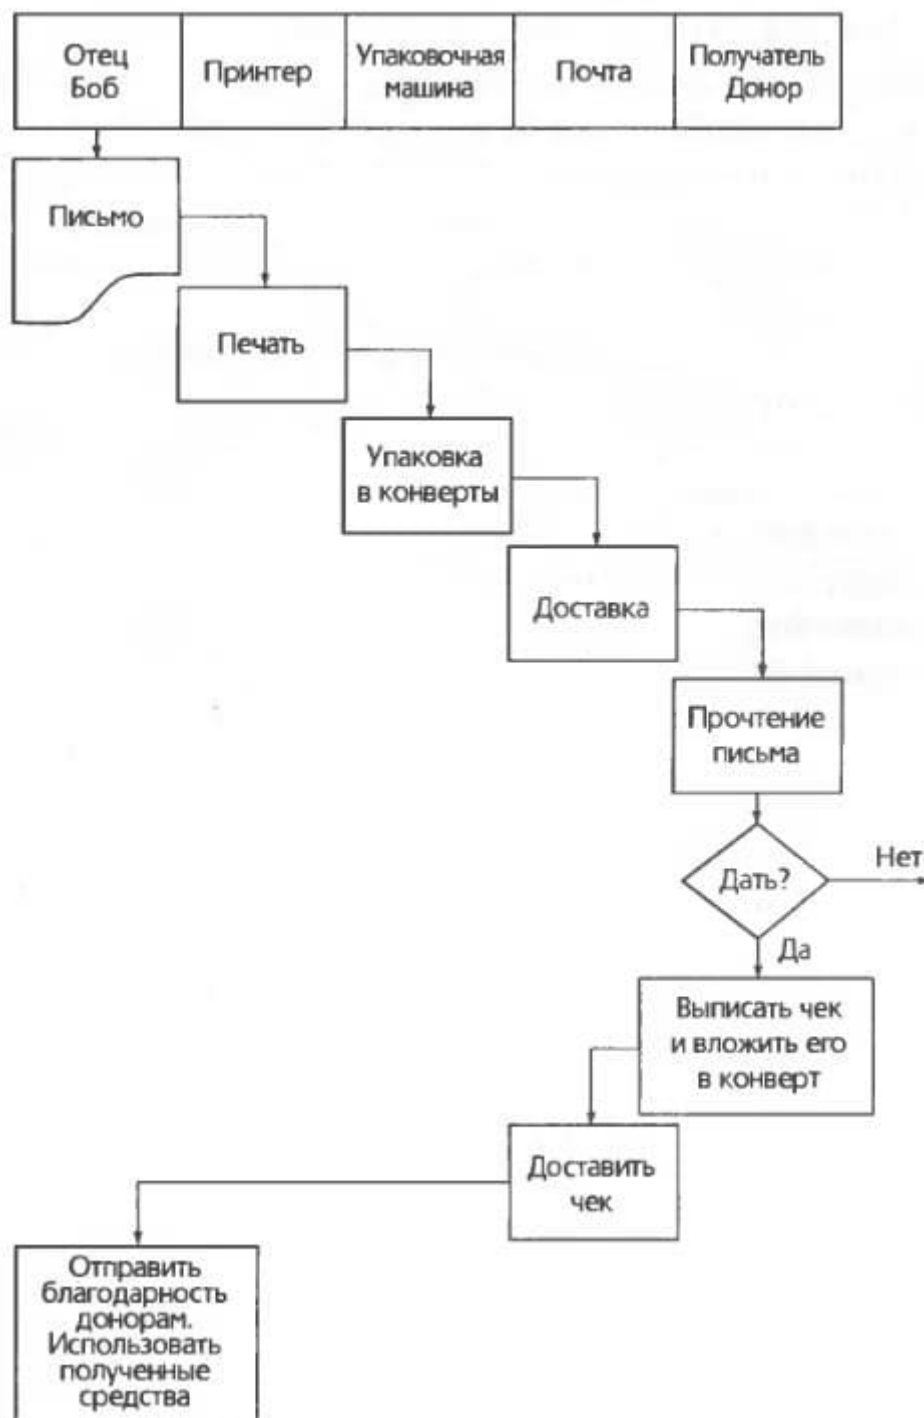 Отец
Боб
Принтер
Упаковочная
машина
Почта
Получатель
Донор
Письмо
Печать
Упаковка
в конверты
Доставка
Прочтение
письма
Дать?
Нет
Да
Выписать чек
и вложить его
в конверт
Доставить
чек
Отправить
благодарность
донорам.
Использовать
полученные
средства